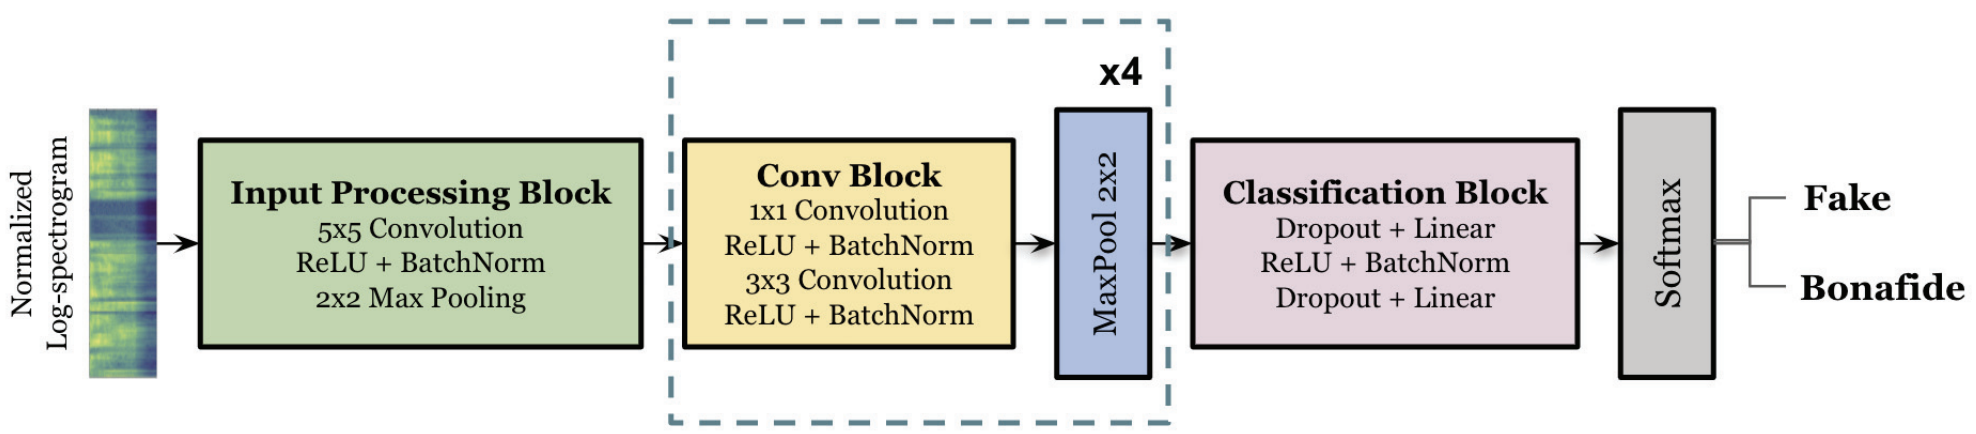 Normalized
Log-spectrogram
Input Processing Block
5x5 Convolution
ReLU + BatchNorm
2x2 Max Pooling
x4
Conv Block
1x1 Convolution
ReLU + BatchNorm
3x3 Convolution
ReLU + BatchNorm
MaxPool 2x2
Classification Block
Dropout + Linear
ReLU + BatchNorm
Dropout + Linear
Softmax
Fake
Bonafide